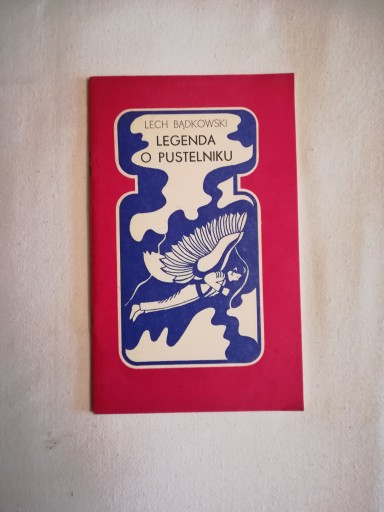 LECH BĄDKOWSKI
LEGENDA
O PUSTELNIKU